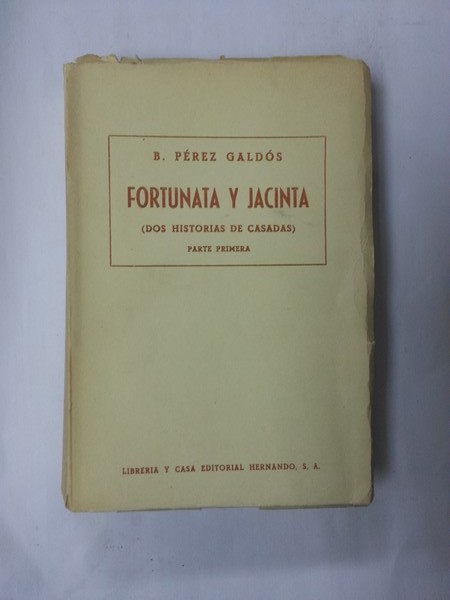 B. PÉREZ GALDÓS
FORTUNATA Y JACINTA
(DOS HISTORIAS DE CASADAS)
PARTE PRIMERA
LIBRERIA Y CASA EDITORIAL HERNANDO, S. A.